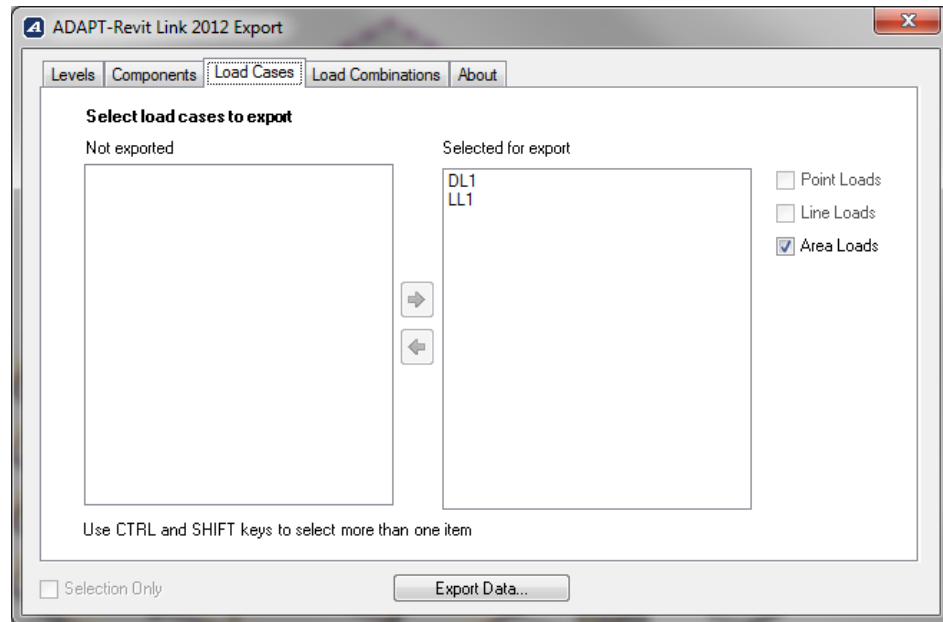 ADAPT-Revit Link 2012 Export
Levels Components Load Cases Load Combinations About
Select load cases to export
Not exported
Selected for export
DL1
LL1
Point Loads
Line Loads
Area Loads
Use CTRL and SHIFT keys to select more than one item
Selection Only
Export Data...